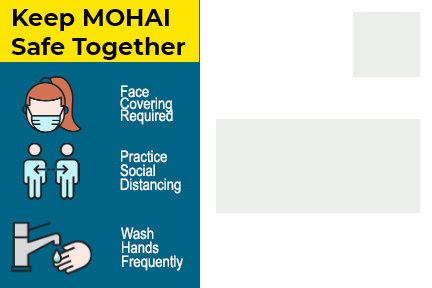 Keep MOHAI
Safe Together
Face
Covering
Required
Practice
Social
Distancing
Wash
Hands
Frequently